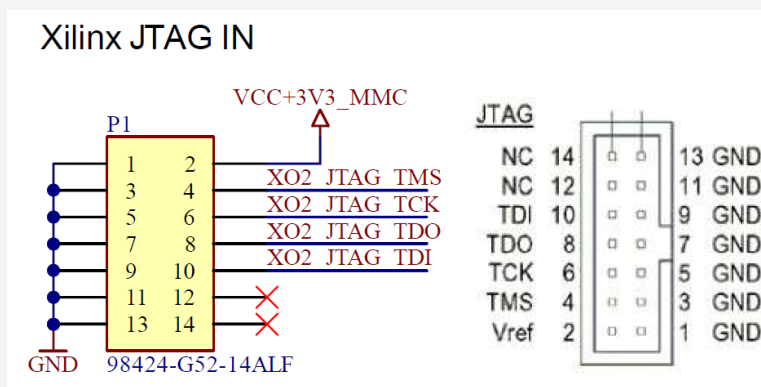 Xilinx JTAG IN
VCC+3V3_MMC
P1
1 2
3 4 XO2_JTAG_TMS
5 6 XO2_JTAG_TCK
7 8 XO2_JTAG_TDO
9 10 XO2_JTAG_TDI
11 12
13 14
GND 98424-G52-14ALF
JTAG
NC 14 13 GND
NC 12 11 GND
TDI 10 9 GND
TDO 8 7 GND
TCK 6 5 GND
TMS 4 3 GND
Vref 2 1 GND